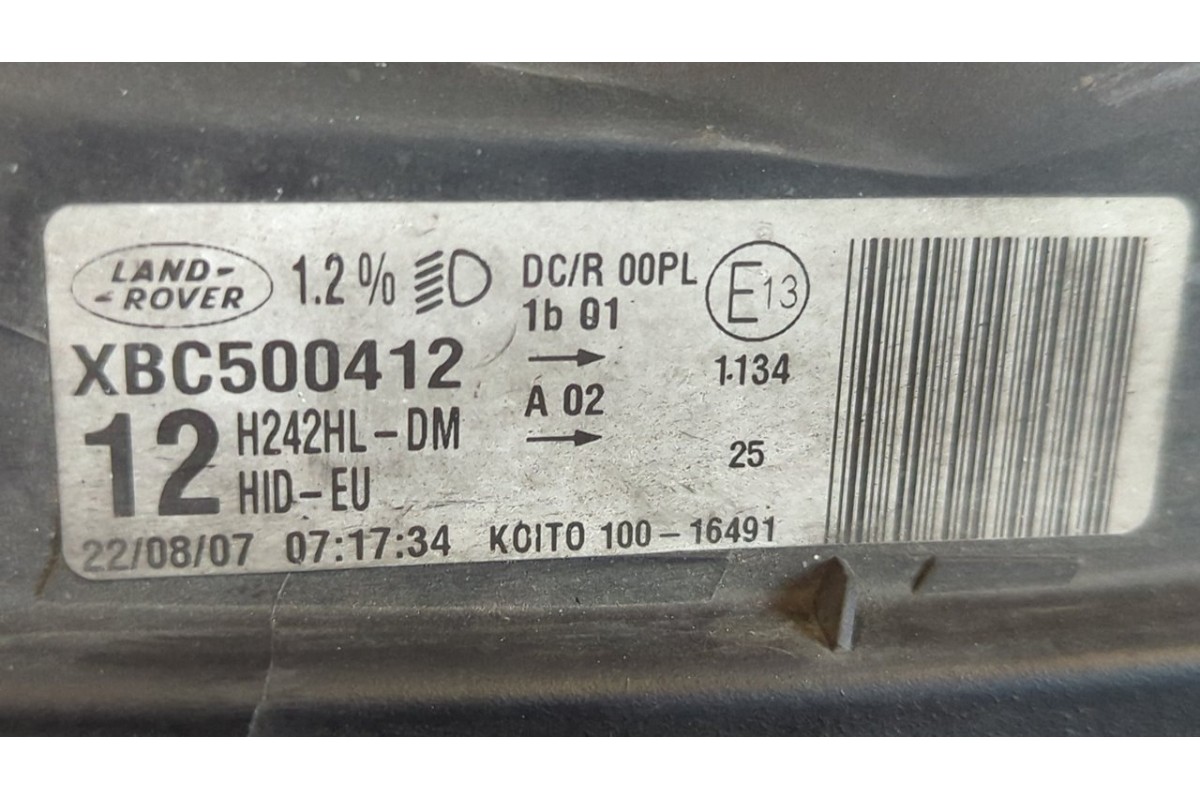 LAND-
ROVER
1.2%
DC/R 00PL
1b 01
E13
XBC500412
1134
A 02
12
H242HL-DM
HID-EU
25
22/08/07 07:17:34 KOITO 100-16491